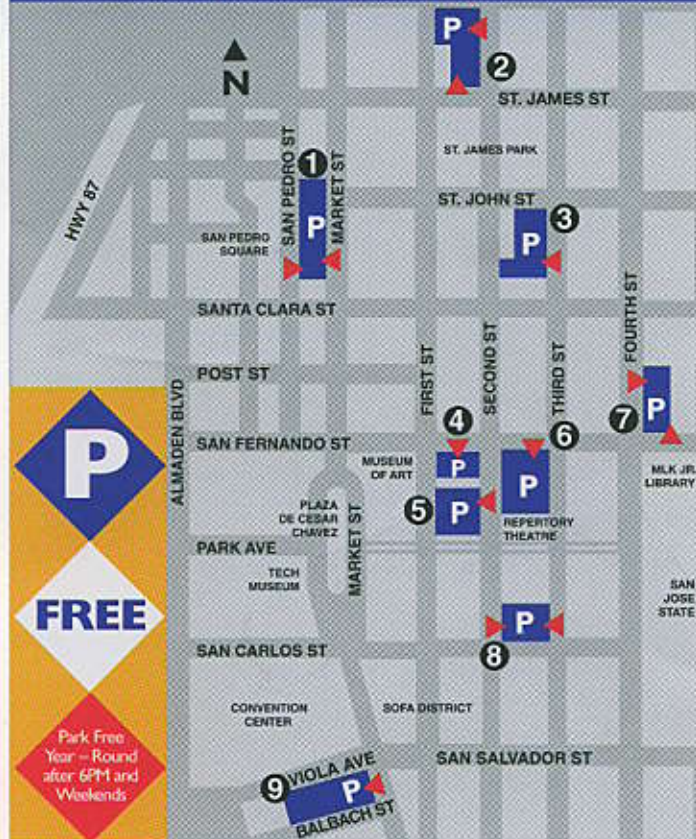 P
2
N
ST. JAMES ST
SAN PEDRO ST
1
MARKET ST
ST. JAMES PARK
HWY 87
ST. JOHN ST
3
P
P
SAN PEDRO
SQUARE
SANTA CLARA ST
FIRST ST
SECOND ST
THIRD ST
FOURTH ST
POST ST
ALMADEN BLVD
4
6
7
P
SAN FERNANDO ST
P
MUSEUM
OF ART
P
P
MLK JR.
LIBRARY
PLAZA
DE CESAR
CHAVEZ
MARKET ST
5
P
REPERTORY
THEATRE
PARK AVE
TECH
MUSEUM
SAN
JOSE
STATE
FREE
P
8
SAN CARLOS ST
CONVENTION
CENTER
SOFA DISTRICT
Park Free
Year – Round
after 6PM and
Weekends
SAN SALVADOR ST
9
VIOLA AVE
P
BALBACH ST